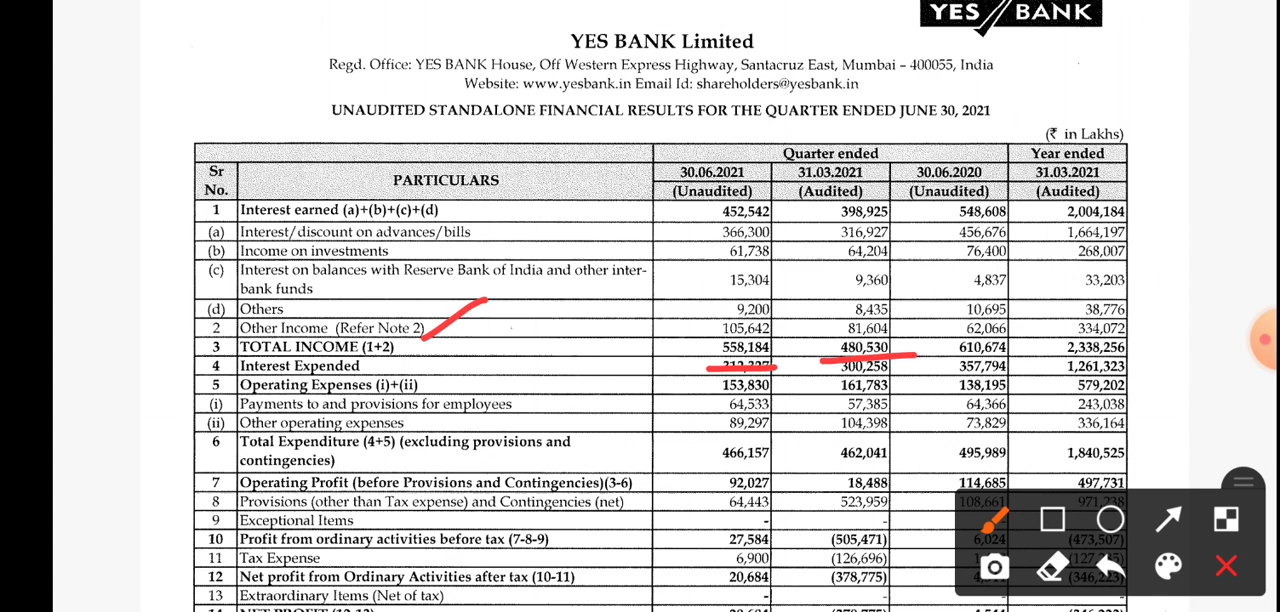 YES BANK
YES BANK Limited
Regd. Office: YES BANK House, Off Western Express Highway, Santacruz East, Mumbai – 400055, India
Website: www.yesbank.in Email Id: shareholders@yesbank.in
UNAUDITED STANDALONE FINANCIAL RESULTS FOR THE QUARTER ENDED JUNE 30, 2021
(₹ in Lakhs)
Sr No. PARTICULARS Quarter ended Year ended
30.06.2021 31.03.2021 30.06.2020 31.03.2021
(Unaudited) (Audited) (Unaudited) (Audited)
1 Interest earned (a)+(b)+(c)+(d) 452,542 398,925 548,608 2,004,184
(a) Interest/discount on advances/bills 366,300 316,927 456,676 1,664,197
(b) Income on investments 61,738 64,204 76,400 268,007
(c) Interest on balances with Reserve Bank of India and other inter-
bank funds 15,304 9,360 4,837 33,203
(d) Others 9,200 8,435 10,695 38,776
2 Other Income (Refer Note 2) 105,642 81,604 62,066 334,072
3 TOTAL INCOME (1+2) 558,184 480,530 610,674 2,338,256
4 Interest Expended 300,258 357,794 1,261,323
5 Operating Expenses (i)+(ii) 153,830 161,783 138,195 579,202
(i) Payments to and provisions for employees 64,533 57,385 64,366 243,038
(ii) Other operating expenses 89,297 104,398 73,829 336,164
6 Total Expenditure (4+5) (excluding provisions and
contingencies) 466,157 462,041 495,989 1,840,525
7 Operating Profit (before Provisions and Contingencies)(3-6) 92,027 18,488 114,685 497,731
8 Provisions (other than Tax expense) and Contingencies (net) 64,443 523,959 108,661 971,238
9 Exceptional Items - -
10 Profit from ordinary activities before tax (7-8-9) 27,584 (505,471) 6,024 (473,507)
11 Tax Expense 6,900 (126,696)
12 Net profit from Ordinary Activities after tax (10-11) 20,684 (378,775)
13 Extraordinary Items (Net of tax) - -